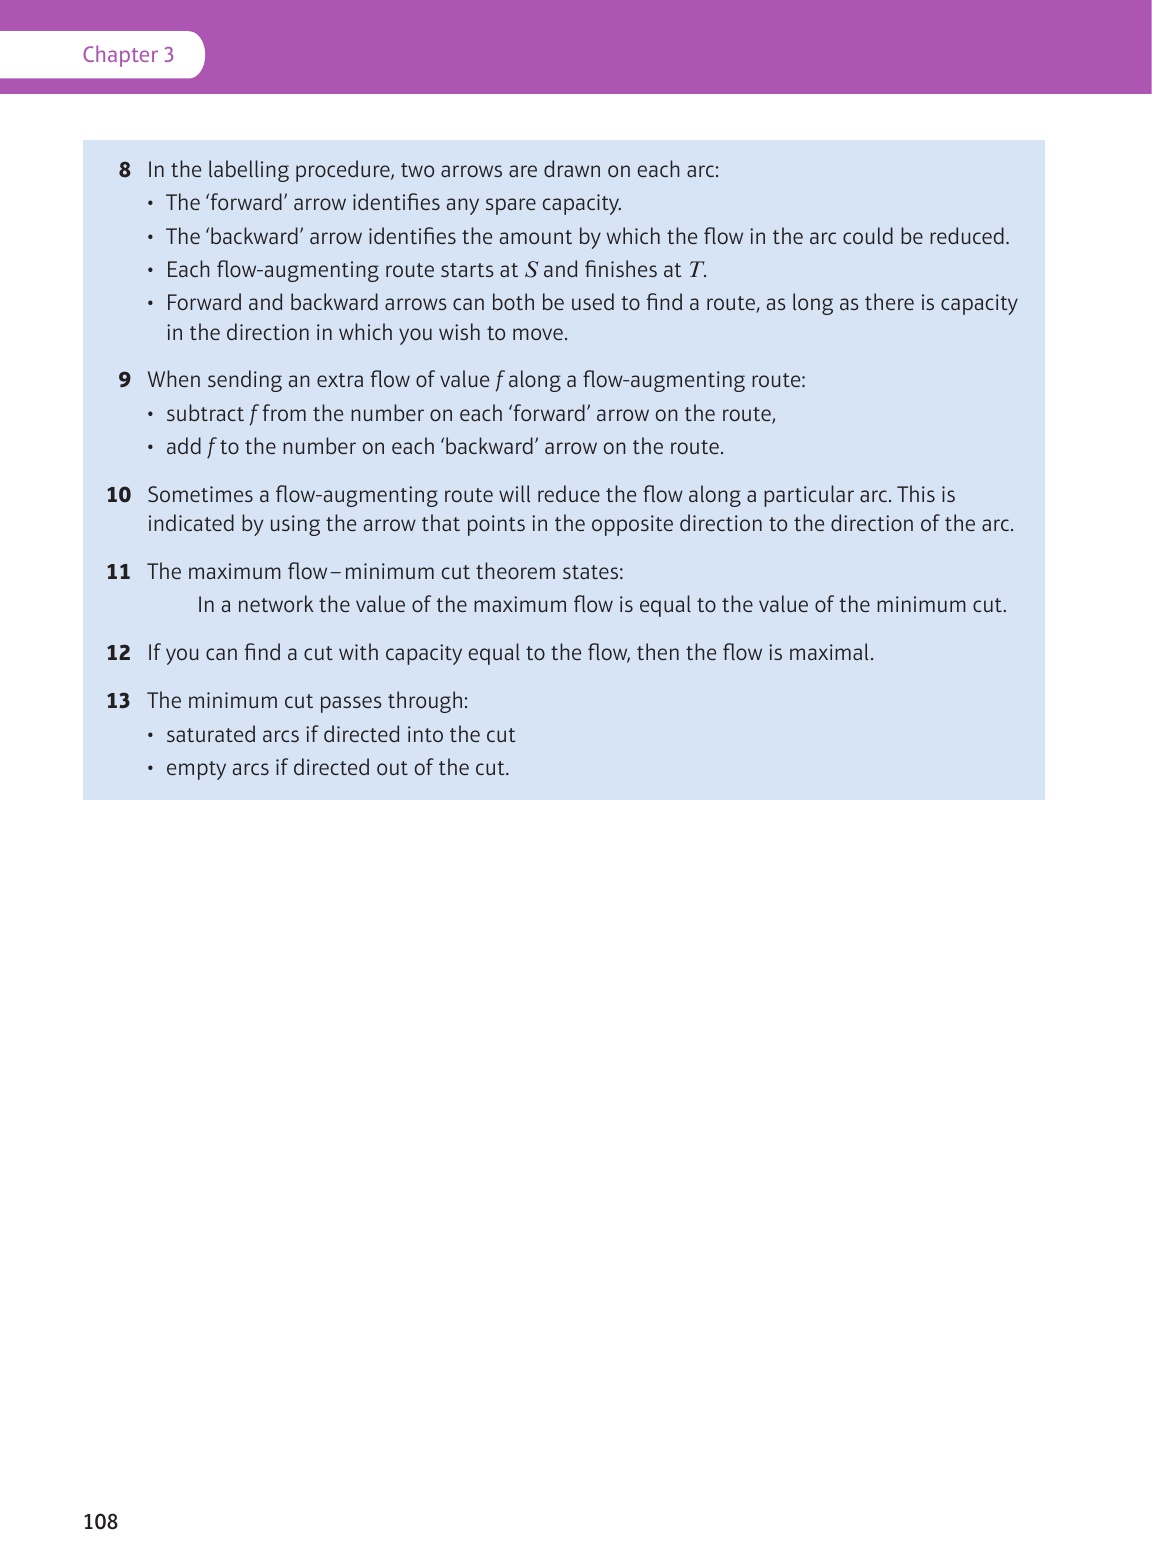 Chapter 3
8 In the labelling procedure, two arrows are drawn on each arc:
• The ‘forward’ arrow identifies any spare capacity.
• The ‘backward’ arrow identifies the amount by which the flow in the arc could be reduced.
• Each flow-augmenting route starts at S and finishes at T.
• Forward and backward arrows can both be used to find a route, as long as there is capacity
in the direction in which you wish to move.
9 When sending an extra flow of value f along a flow-augmenting route:
• subtract f from the number on each ‘forward’ arrow on the route,
• add f to the number on each ‘backward’ arrow on the route.
10 Sometimes a flow-augmenting route will reduce the flow along a particular arc. This is
indicated by using the arrow that points in the opposite direction to the direction of the arc.
11 The maximum flow–minimum cut theorem states:
In a network the value of the maximum flow is equal to the value of the minimum cut.
12 If you can find a cut with capacity equal to the flow, then the flow is maximal.
13 The minimum cut passes through:
• saturated arcs if directed into the cut
• empty arcs if directed out of the cut.
108